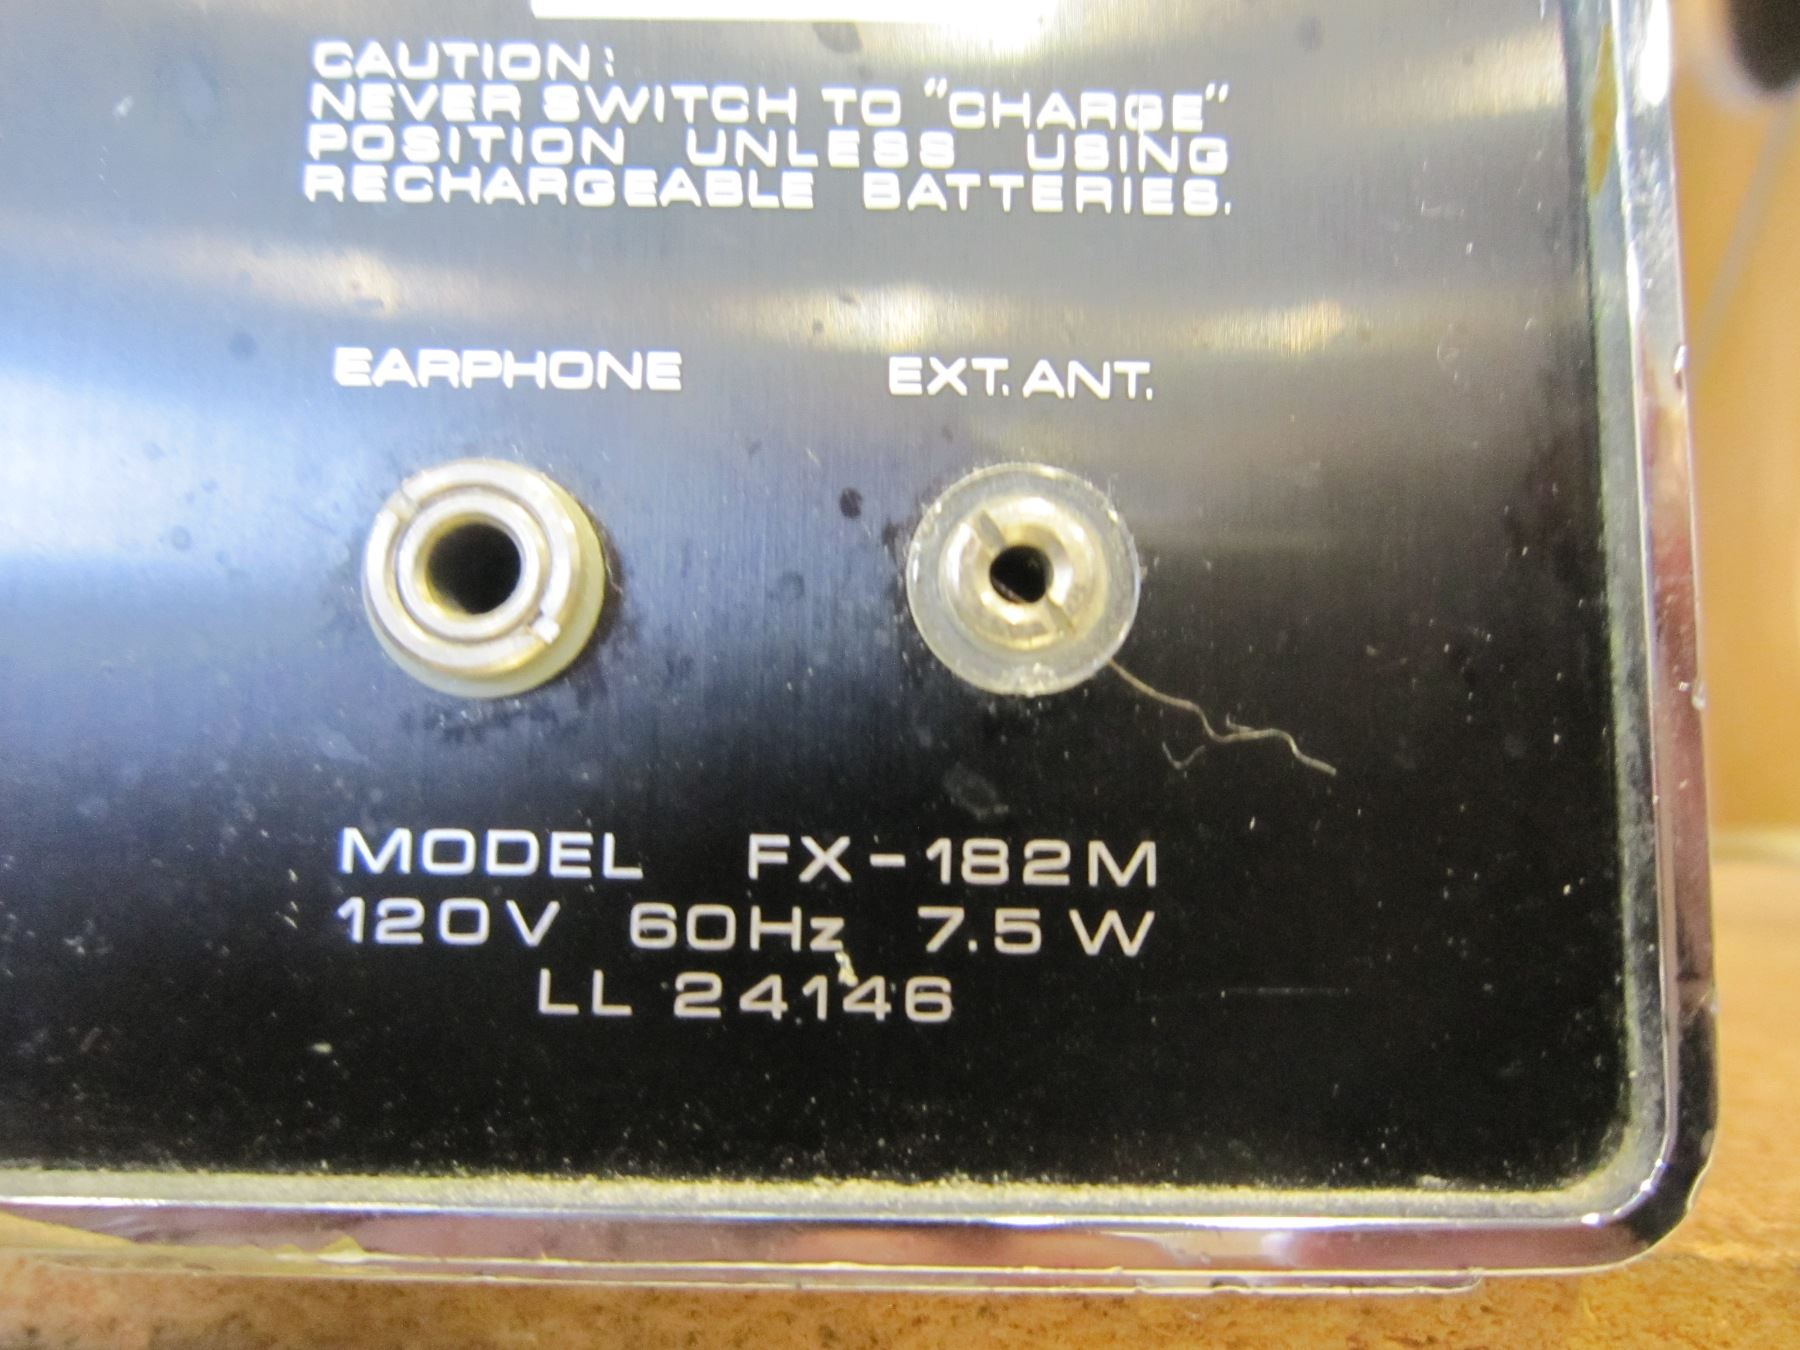 CAUTION:
NEVER SWITCH TO "CHARGE"
POSITION UNLESS USING
RECHARGEABLE BATTERIES.
EARPHONE EXT. ANT.
MODEL FX-182M
120V 60Hz 7.5W
LL 24146